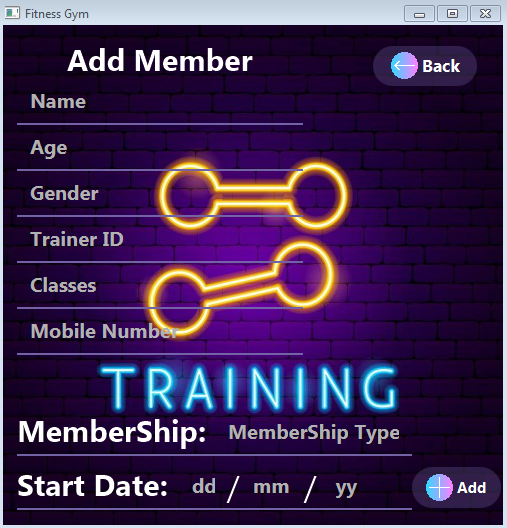 Fitness Gym
Add Member
Back
Name
Age
Gender
Trainer ID
Classes
Mobile Number
TRAINING
MemberShip: MemberShip Type
Start Date: dd / mm / yy
Add